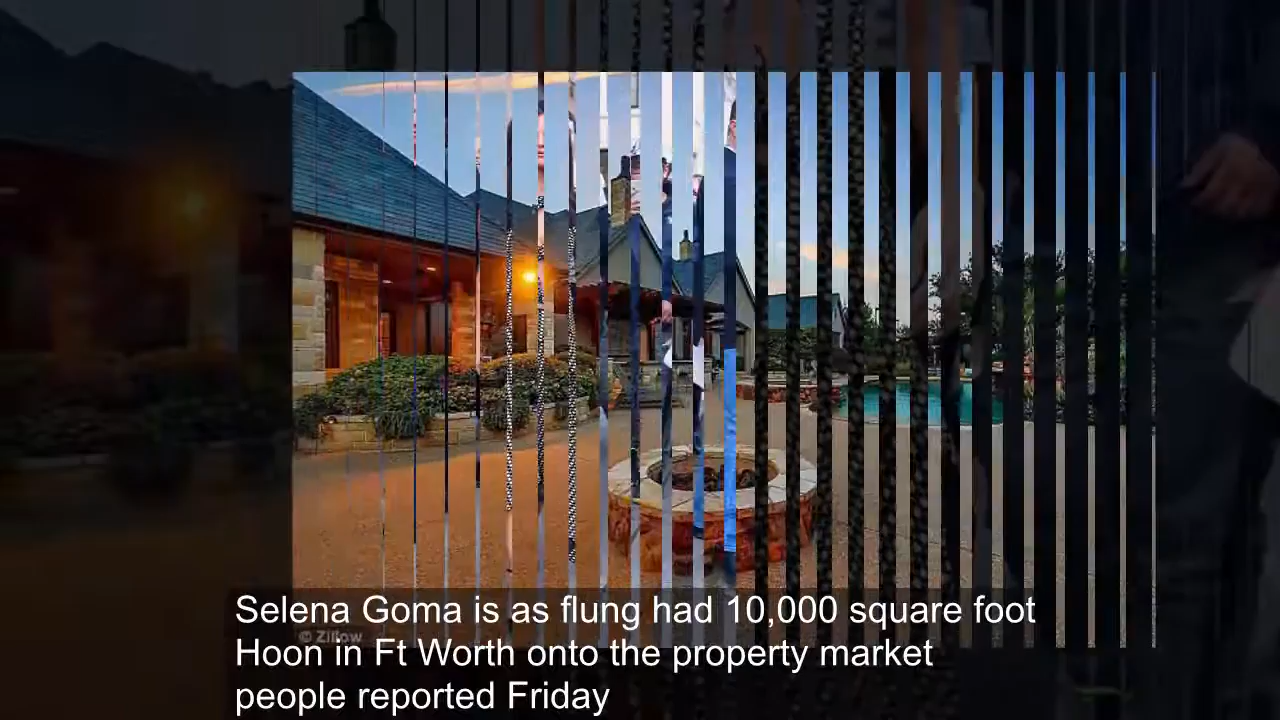 Selena Goma is as flung had 10,000 square foot
© Zillow
Hoon in Ft Worth onto the property market
people reported Friday